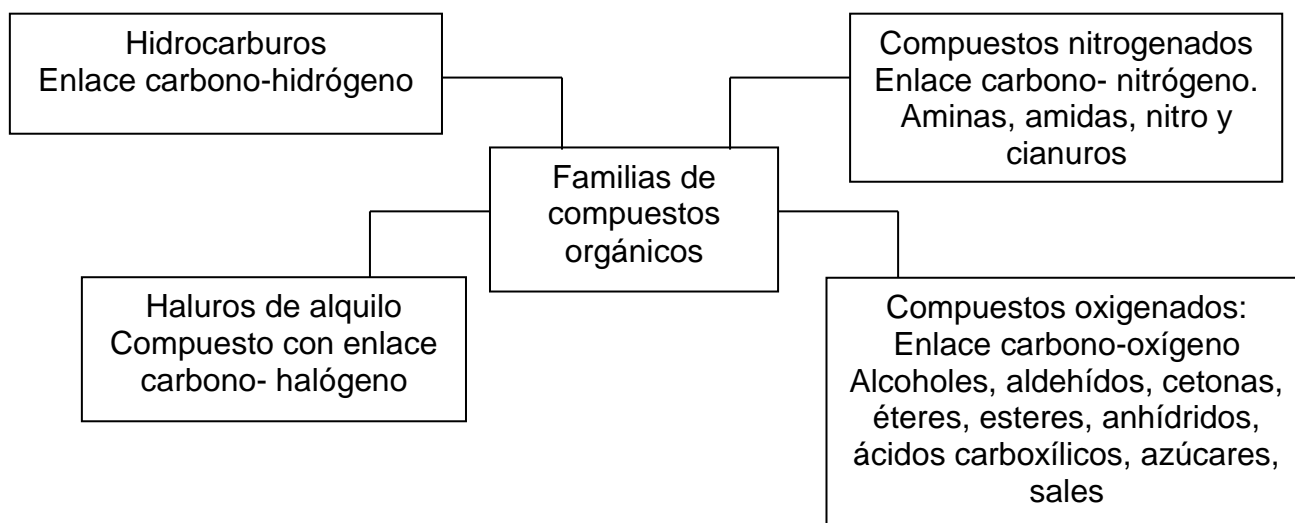 Hidrocarburos
Enlace carbono-hidrógeno
Compuestos nitrogenados
Enlace carbono- nitrógeno.
Aminas, amidas, nitro y
cianuros
Familias de
compuestos
orgánicos
Haluros de alquilo
Compuesto con enlace
carbono- halógeno
Compuestos oxigenados:
Enlace carbono-oxígeno
Alcoholes, aldehídos, cetonas,
éteres, esteres, anhídridos,
ácidos carboxílicos, azúcares,
sales